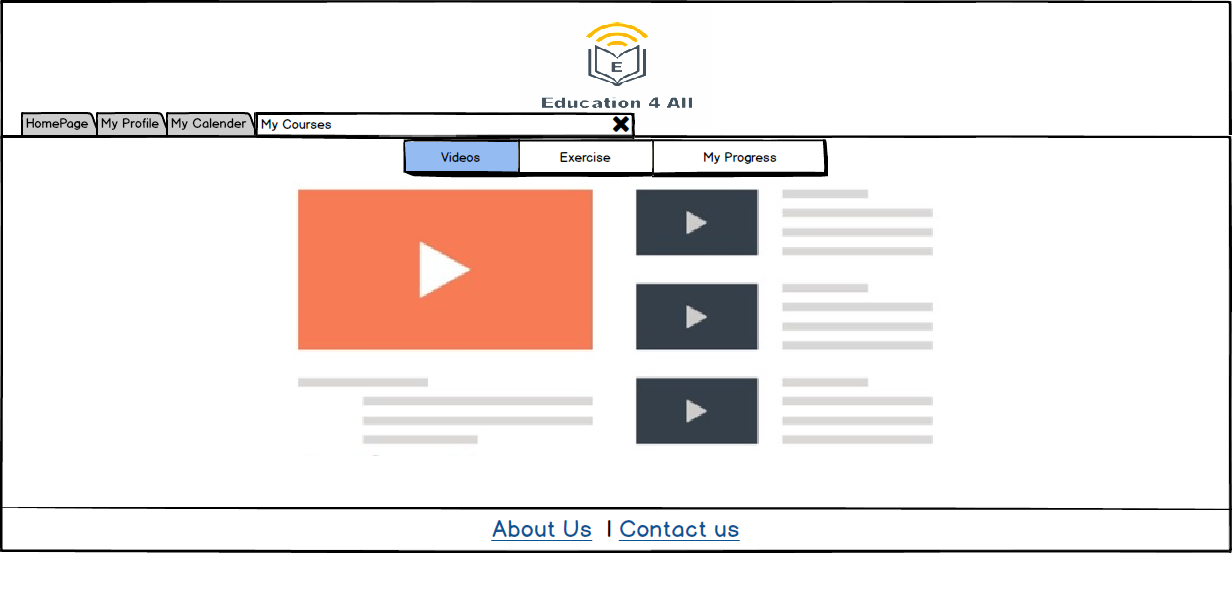 E
Education 4 All
HomePage My Profile My Calender My Courses
Videos Exercise My Progress
About Us | Contact us